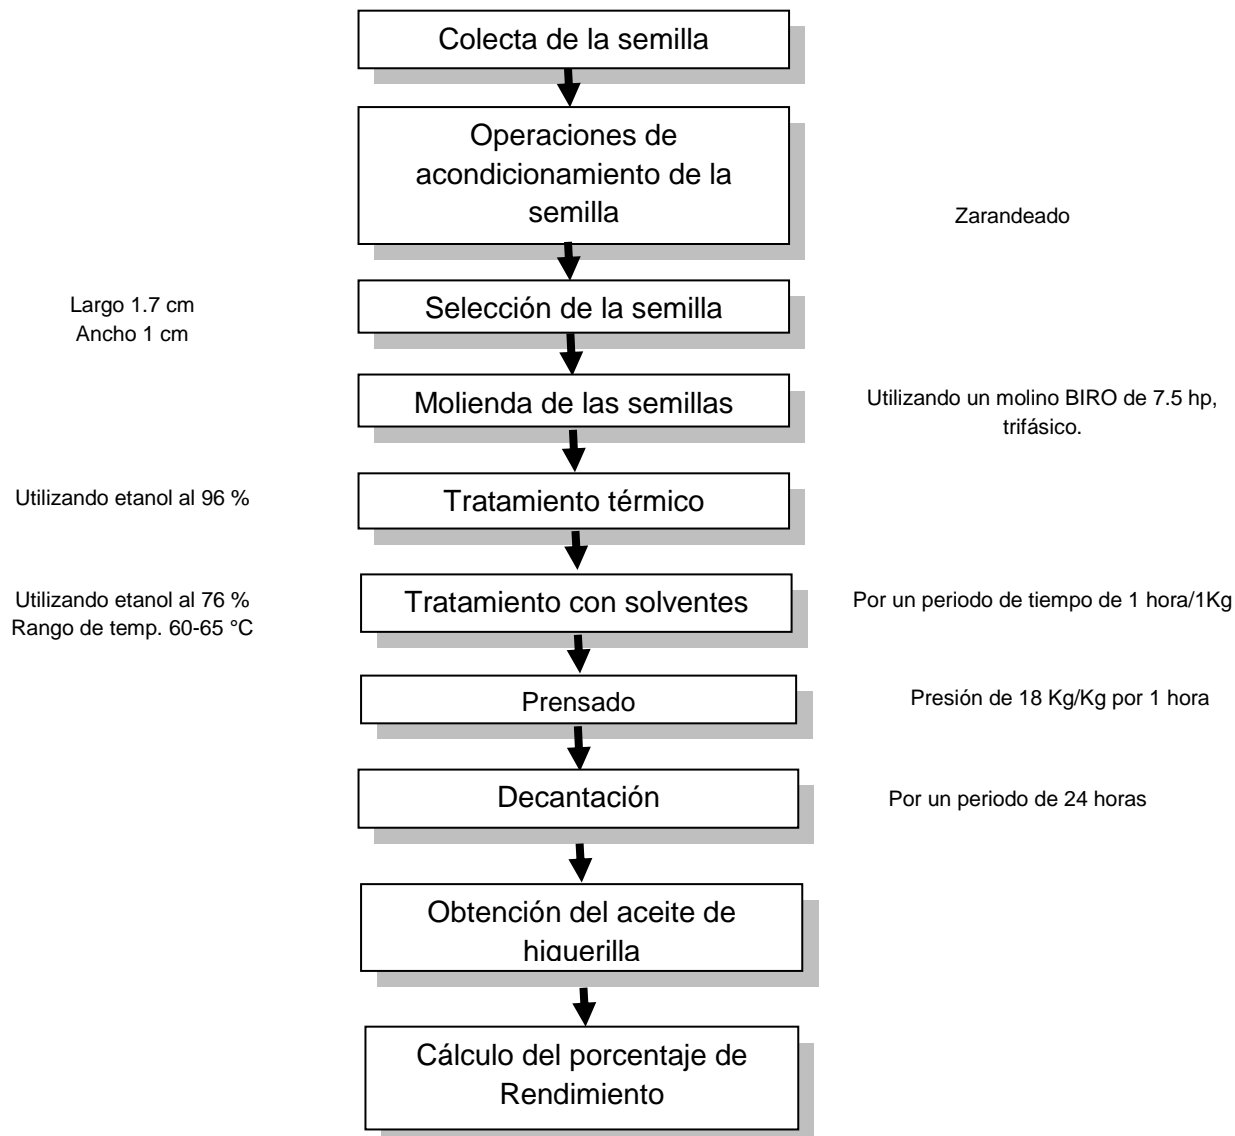 Colecta de la semilla
Operaciones de
acondicionamiento de la
semilla
Zarandeado
Largo 1.7 cm
Ancho 1 cm
Selección de la semilla
Molienda de las semillas
Utilizando un molino BIRO de 7.5 hp,
trifásico.
Utilizando etanol al 96 %
Tratamiento térmico
Utilizando etanol al 76 %
Rango de temp. 60-65 °C
Tratamiento con solventes
Por un periodo de tiempo de 1 hora/1Kg
Prensado
Presión de 18 Kg/Kg por 1 hora
Decantación
Por un periodo de 24 horas
Obtención del aceite de
higuerilla
Cálculo del porcentaje de
Rendimiento